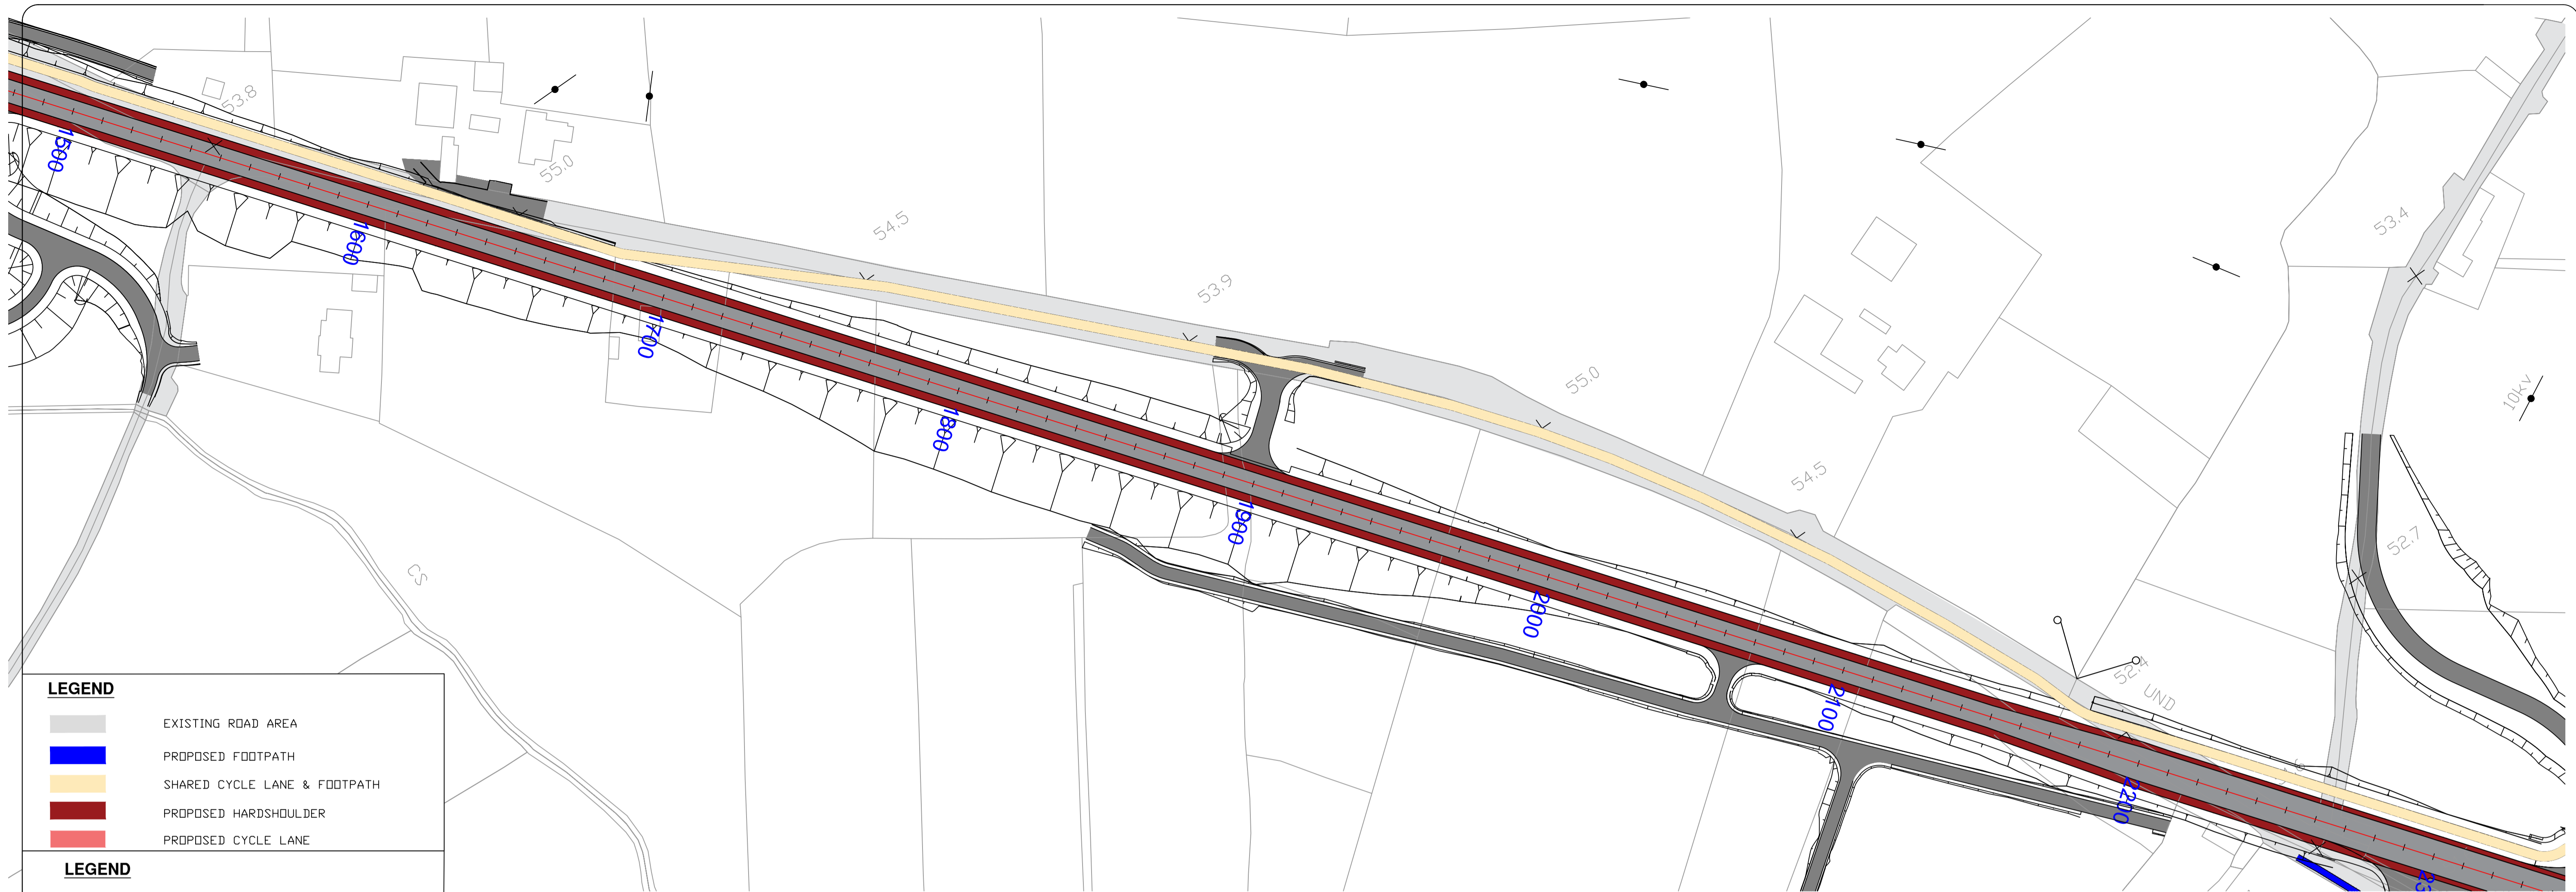 53.8
1500
55.0
1600
54.5
53.9
1700
1800
55.0
54.5
53.4
10KV
52.7
1900
2000
CS
52.4
UND
2100
2200
LEGEND
EXISTING ROAD AREA
PROPOSED FOOTPATH
SHARED CYCLE LANE & FOOTPATH
PROPOSED HARDSHOULDER
PROPOSED CYCLE LANE
LEGEND